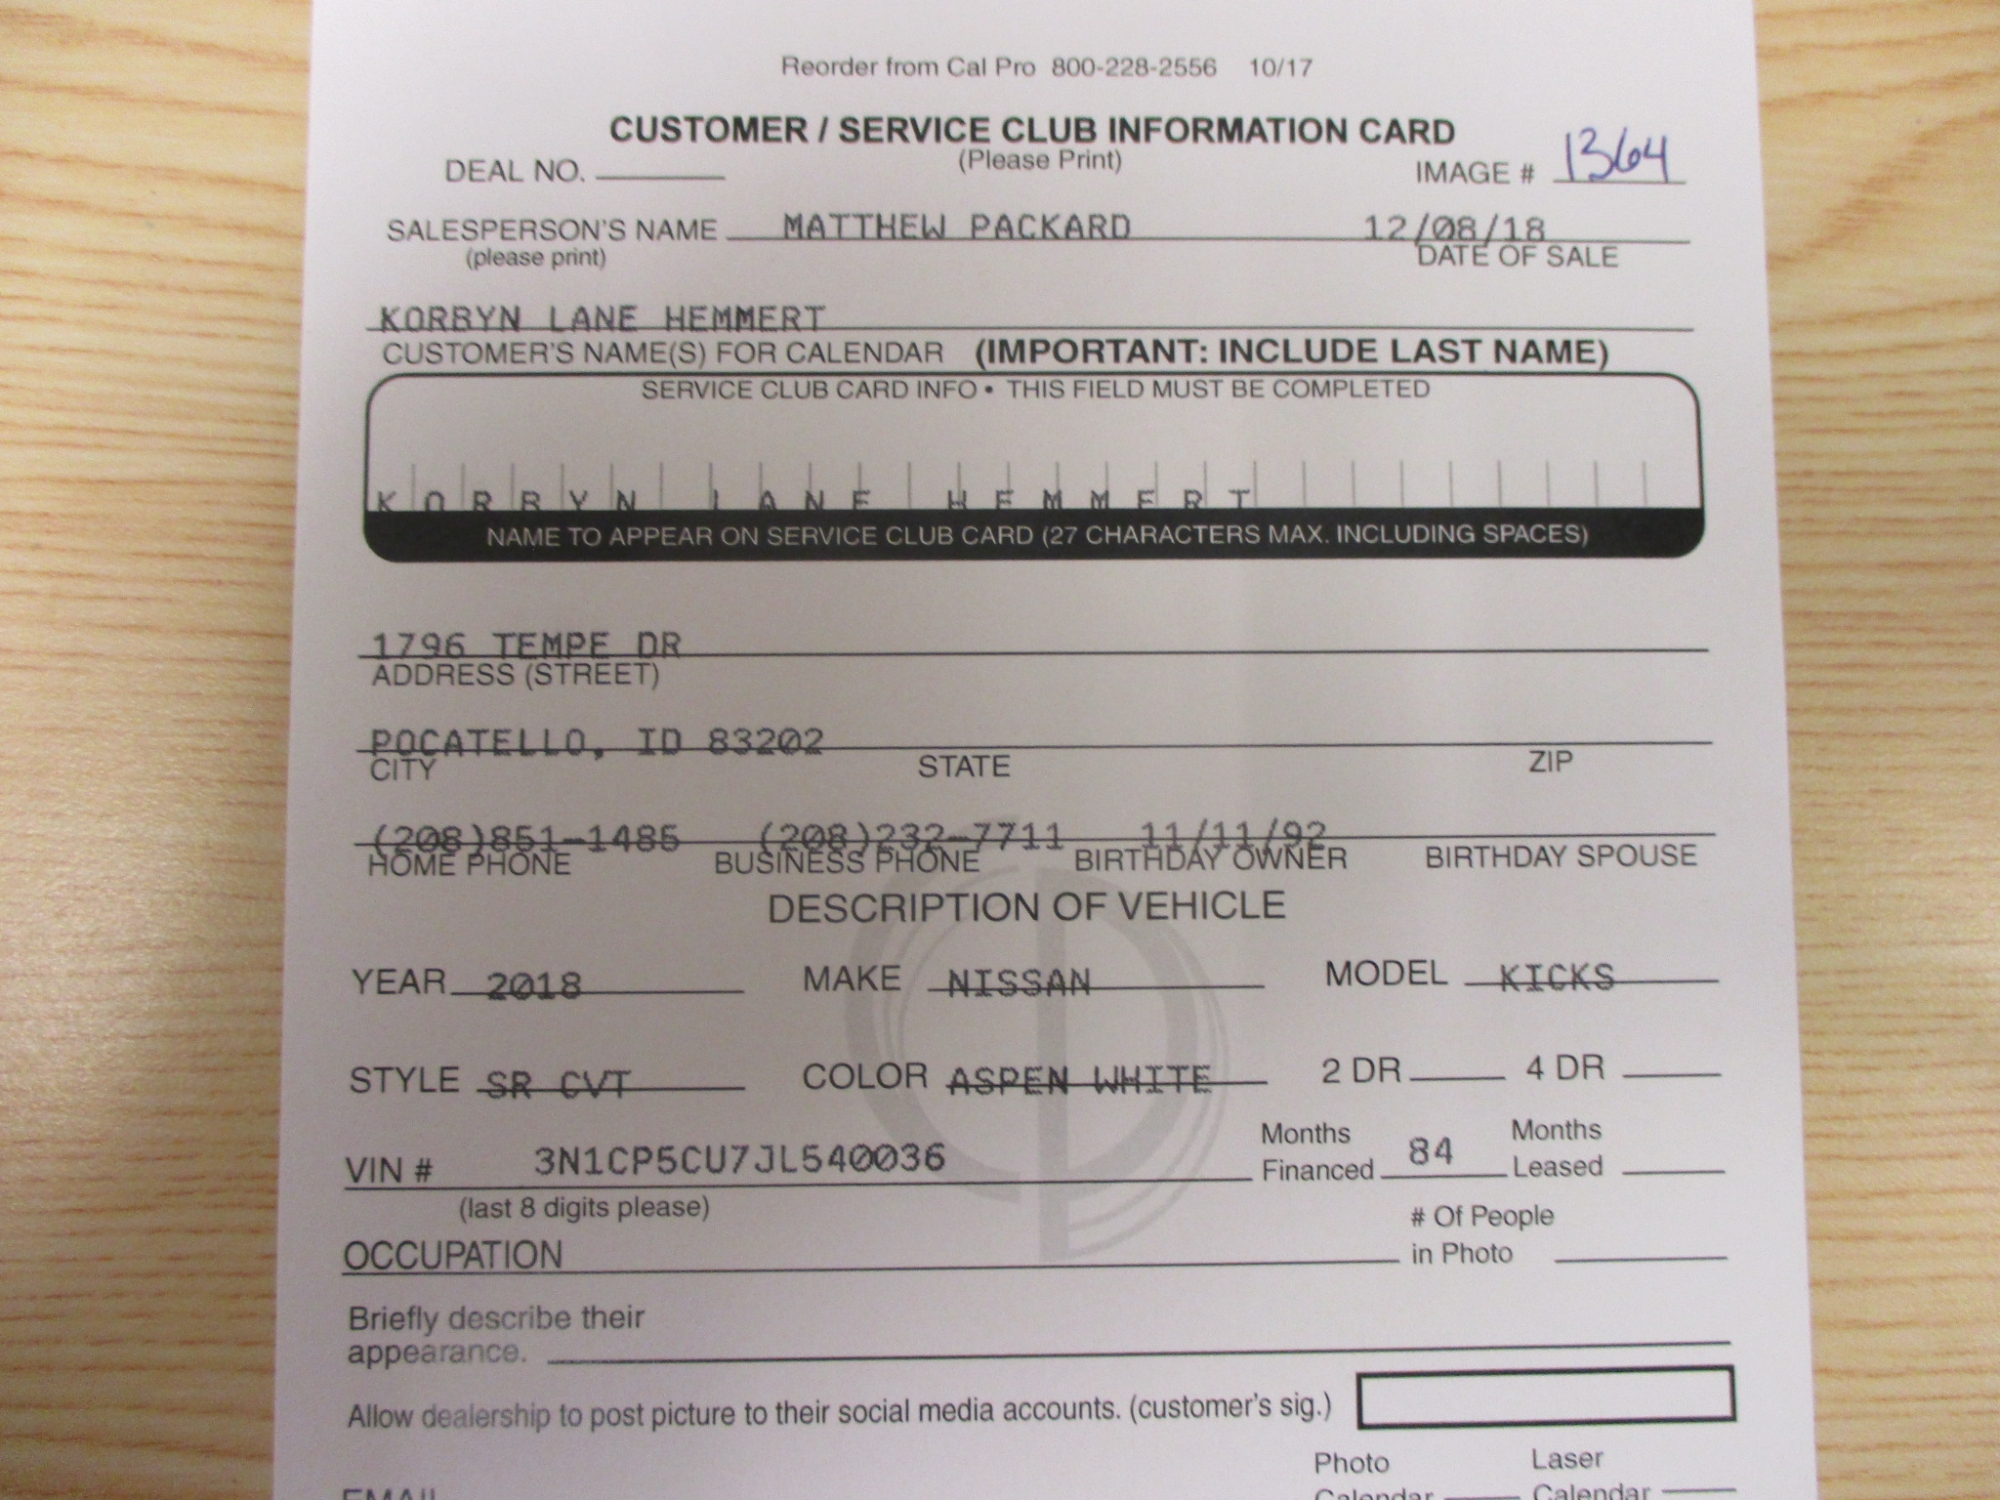 Reorder from Cal Pro 800-228-2556 10/17
CUSTOMER / SERVICE CLUB INFORMATION CARD
(Please Print)
DEAL NO. IMAGE # 1364
SALESPERSON'S NAME MATTHEW PACKARD 12/08/18
(please print) DATE OF SALE
KORBYN LANE HEMMERT
CUSTOMER'S NAME(S) FOR CALENDAR (IMPORTANT: INCLUDE LAST NAME)
SERVICE CLUB CARD INFO • THIS FIELD MUST BE COMPLETED
K O R B Y N L A N E H E M M E R T
NAME TO APPEAR ON SERVICE CLUB CARD (27 CHARACTERS MAX. INCLUDING SPACES)
1796 TEMPE DR
ADDRESS (STREET)
POCATELLO, ID 83202
CITY STATE ZIP
(208)851-1485 (208)232-7711 11/11/92
HOME PHONE BUSINESS PHONE BIRTHDAY OWNER BIRTHDAY SPOUSE
DESCRIPTION OF VEHICLE
YEAR 2018 MAKE NISSAN MODEL KICKS
STYLE SR CVT COLOR ASPEN WHITE 2 DR 4 DR
VIN # 3N1CP5CU7JL540036 Months Financed 84 Months Leased
(last 8 digits please)
OCCUPATION # Of People in Photo
Briefly describe their
appearance.
Allow dealership to post picture to their social media accounts. (customer's sig.)
Photo Laser
EMAIL Calendar Calendar